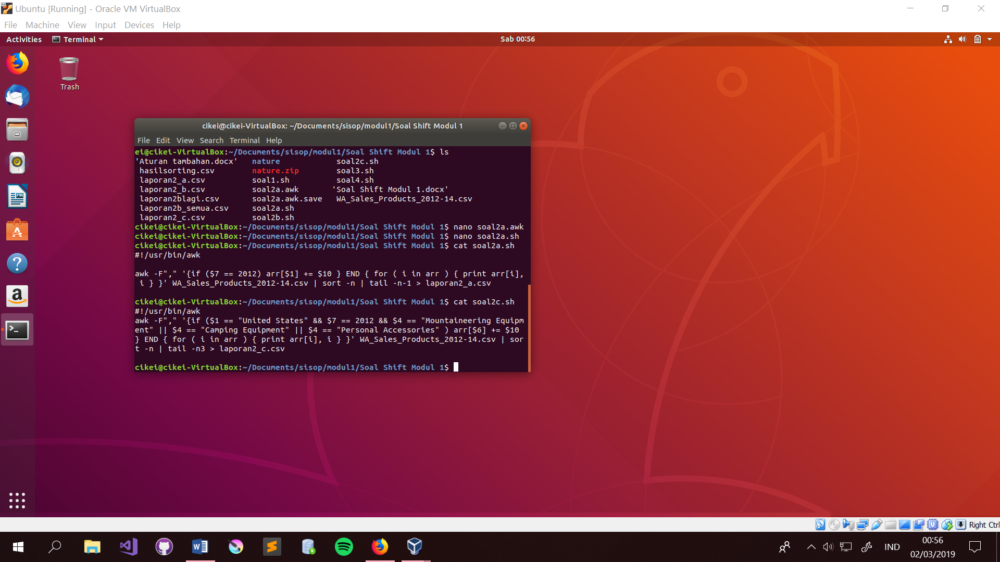 Ubuntu [Running] - Oracle VM VirtualBox
File Machine View Input Devices Help
Activities Terminal Sab 00:56
Trash
cikei@cikei-VirtualBox: ~/Documents/sisop/modul1/Soal Shift Modul 1
File Edit View Search Terminal Help
ei@cikei-VirtualBox:~/Documents/sisop/modul1/Soal Shift Modul 1$ ls
'Aturan tambahan.docx' nature soal2c.sh
hasilsorting.csv nature.zip soal3.sh
laporan2_a.csv soal1.sh soal4.sh
laporan2_b.csv soal2a.awk 'Soal Shift Modul 1.docx'
laporan2blagi.csv soal2a.awk.save WA_Sales_Products_2012-14.csv
laporan2b_semua.csv soal2a.sh
laporan2_c.csv soal2b.sh
cikei@cikei-VirtualBox:~/Documents/sisop/modul1/Soal Shift Modul 1$ nano soal2a.awk
cikei@cikei-VirtualBox:~/Documents/sisop/modul1/Soal Shift Modul 1$ nano soal2a.sh
cikei@cikei-VirtualBox:~/Documents/sisop/modul1/Soal Shift Modul 1$ cat soal2a.sh
#!/usr/bin/awk
awk -F"," '{if ($7 == 2012) arr[$1] += $10 } END { for ( i in arr ) { print arr[i],
i } }' WA_Sales_Products_2012-14.csv | sort -n | tail -n-1 > laporan2_a.csv
cikei@cikei-VirtualBox:~/Documents/sisop/modul1/Soal Shift Modul 1$ cat soal2c.sh
#!/usr/bin/awk
awk -F"," '{if ($1 == "United States" && $7 == 2012 && $4 == "Mountaineering Equipm
ent" || $4 == "Camping Equipment" || $4 == "Personal Accessories" ) arr[$6] += $10
} END { for ( i in arr ) { print arr[i], i } }' WA_Sales_Products_2012-14.csv | sor
t -n | tail -n3 > laporan2_c.csv
cikei@cikei-VirtualBox:~/Documents/sisop/modul1/Soal Shift Modul 1$
Right Ctrl
IND
00:56
02/03/2019